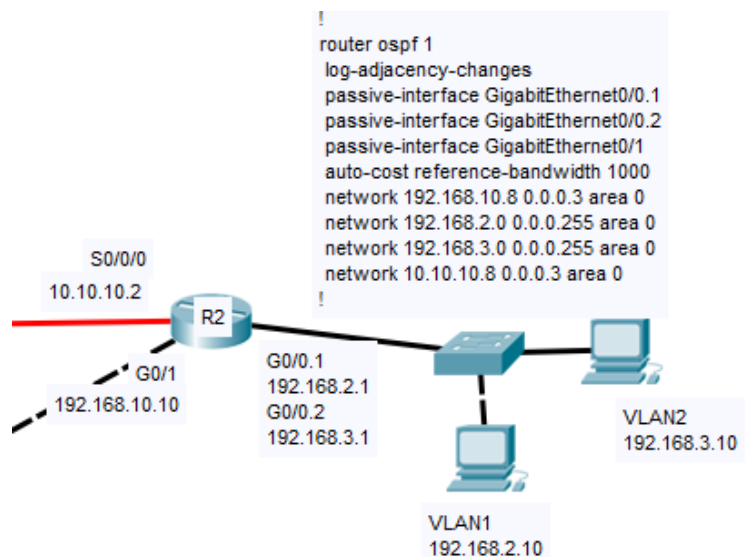 !
router ospf 1
log-adjacency-changes
passive-interface GigabitEthernet0/0.1
passive-interface GigabitEthernet0/0.2
passive-interface GigabitEthernet0/1
auto-cost reference-bandwidth 1000
network 192.168.10.8 0.0.0.3 area 0
network 192.168.2.0 0.0.0.255 area 0
network 192.168.3.0 0.0.0.255 area 0
network 10.10.10.8 0.0.0.3 area 0
!
S0/0/0
10.10.10.2
R2
G0/1
192.168.10.10
G0/0.1
192.168.2.1
G0/0.2
192.168.3.1
VLAN2
192.168.3.10
VLAN1
192.168.2.10